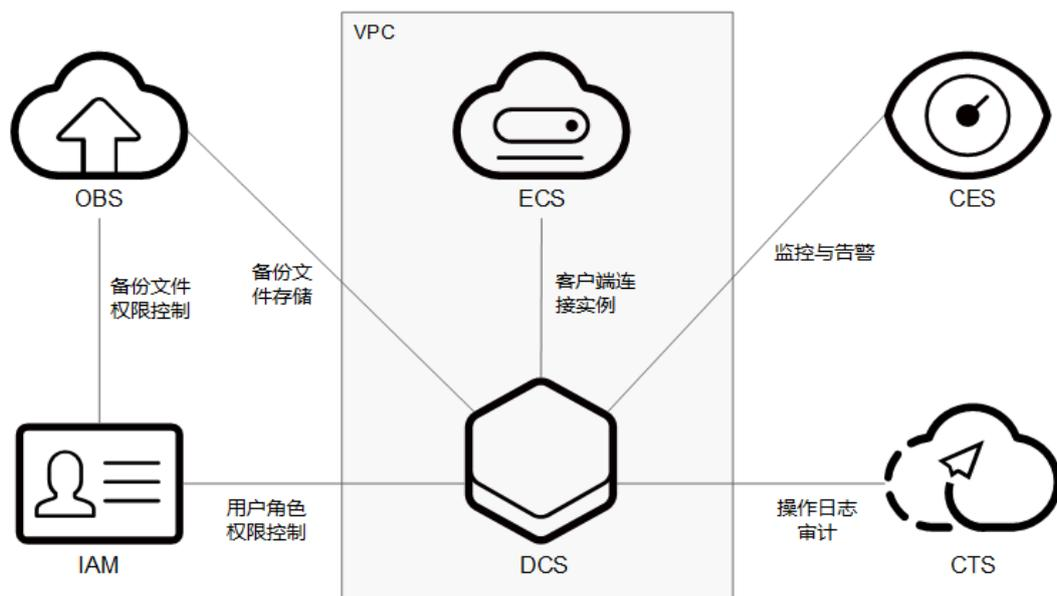 VPC
OBS
ECS
CES
备份文件
权限控制
备份文
件存储
客户端连
接实例
监控与告警
用户角色
权限控制
操作日志
审计
IAM
DCS
CTS